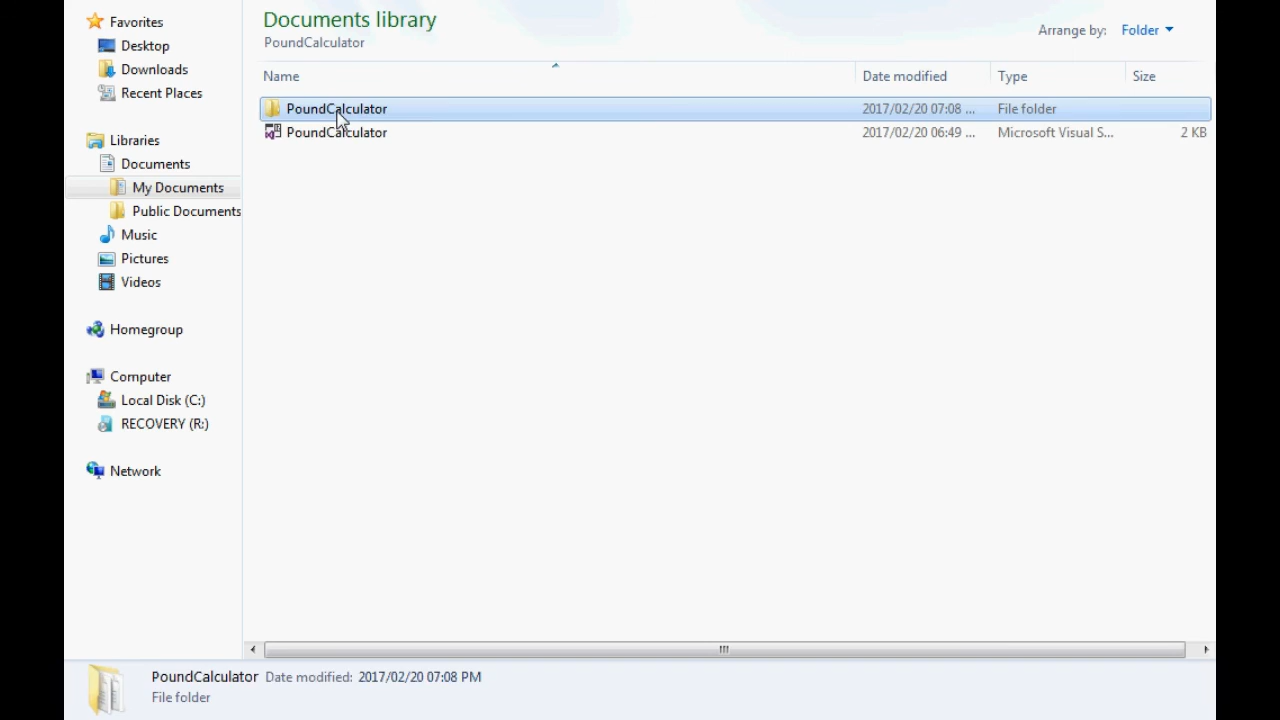 Favorites
Desktop
Downloads
Recent Places
Libraries
Documents
My Documents
Public Documents
Music
Pictures
Videos
Homegroup
Computer
Local Disk (C:)
RECOVERY (R:)
Network
Documents library
PoundCalculator
Arrange by: Folder
Name Date modified Type Size
PoundCalculator 2017/02/20 07:08 ... File folder
PoundCalculator 2017/02/20 06:49 ... Microsoft Visual S... 2 KB
PoundCalculator Date modified: 2017/02/20 07:08 PM
File folder